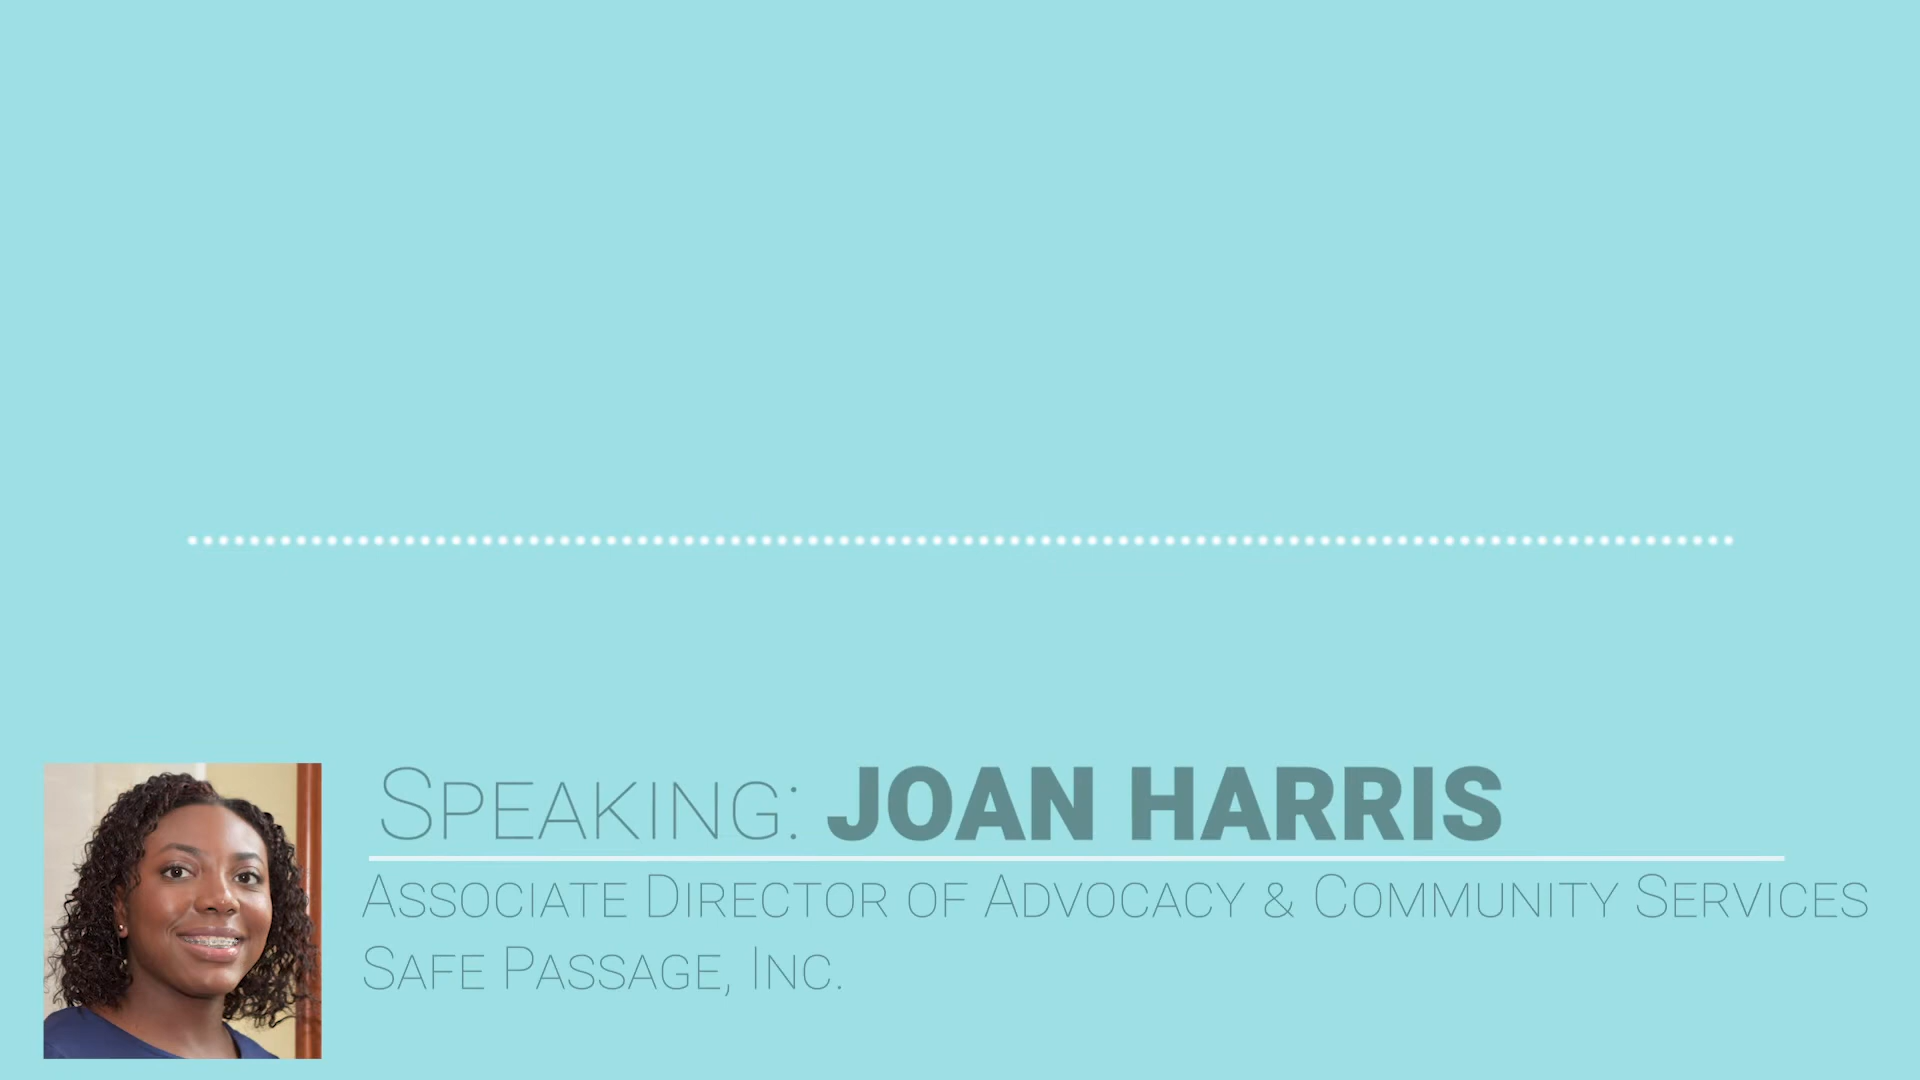 Speaking: JOAN HARRIS
Associate Director of Advocacy & Community Services
Safe Passage, Inc.